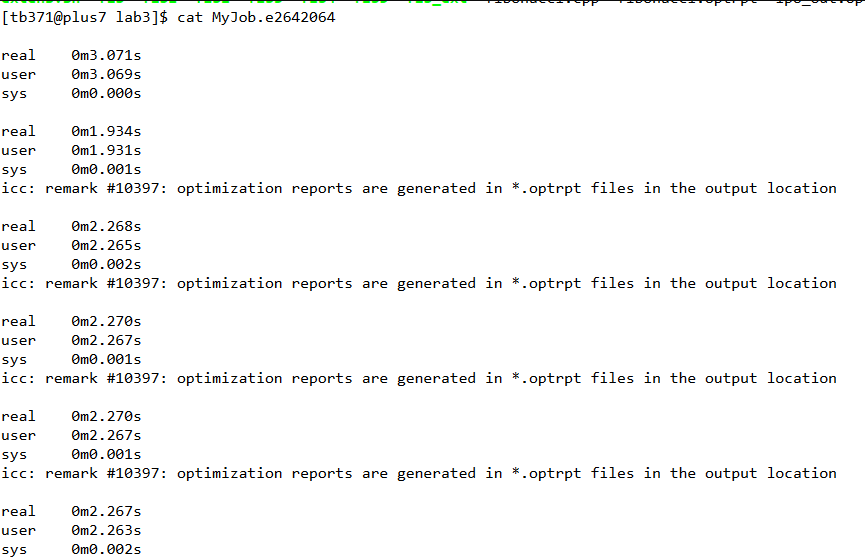 [tb371@plus7 lab3]$ cat MyJob.e2642064
real 0m3.071s
user 0m3.069s
sys 0m0.000s
real 0m1.934s
user 0m1.931s
sys 0m0.001s
icc: remark #10397: optimization reports are generated in *.optrpt files in the output location
real 0m2.268s
user 0m2.265s
sys 0m0.002s
icc: remark #10397: optimization reports are generated in *.optrpt files in the output location
real 0m2.270s
user 0m2.267s
sys 0m0.001s
icc: remark #10397: optimization reports are generated in *.optrpt files in the output location
real 0m2.270s
user 0m2.267s
sys 0m0.001s
icc: remark #10397: optimization reports are generated in *.optrpt files in the output location
real 0m2.267s
user 0m2.263s
sys 0m0.002s